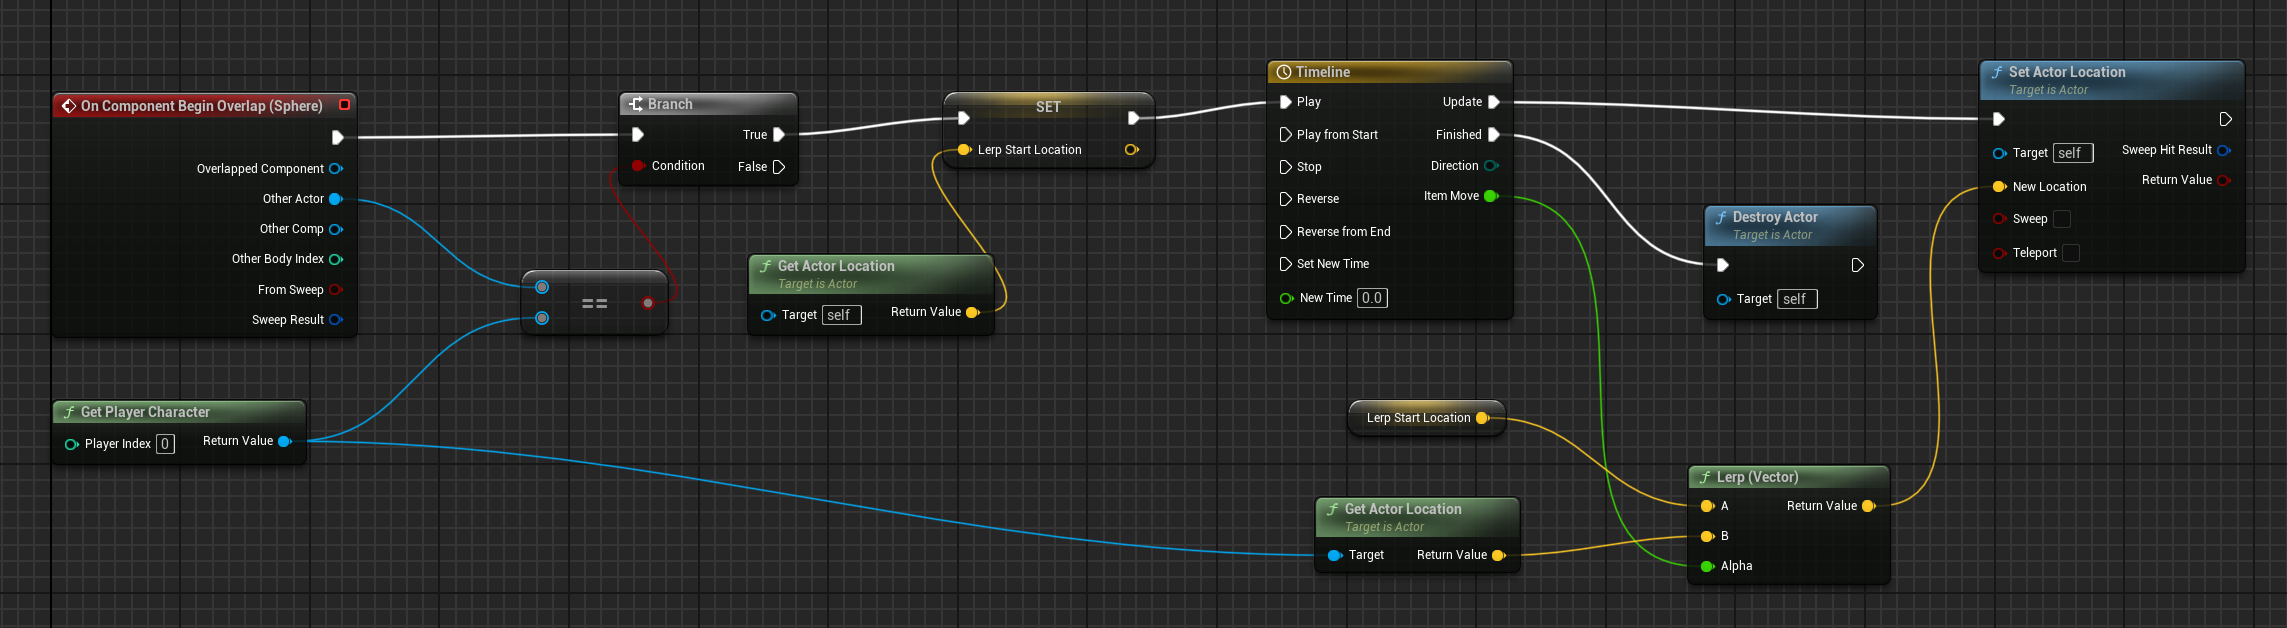 On Component Begin Overlap (Sphere)
Overlapped Component
Other Actor
Other Comp
Other Body Index
From Sweep
Sweep Result
Get Player Character
Player Index 0
Return Value
==
Branch
True
Condition
False
Get Actor Location
Target is Actor
Target self
Return Value
SET
Lerp Start Location
Timeline
Play
Update
Play from Start
Finished
Stop
Direction
Reverse
Item Move
Reverse from End
Set New Time
New Time 0.0
Lerp Start Location
Get Actor Location
Target is Actor
Target
Return Value
Destroy Actor
Target is Actor
Target self
Lerp (Vector)
A
Return Value
B
Alpha
Set Actor Location
Target is Actor
Target self
Sweep Hit Result
New Location
Return Value
Sweep
Teleport